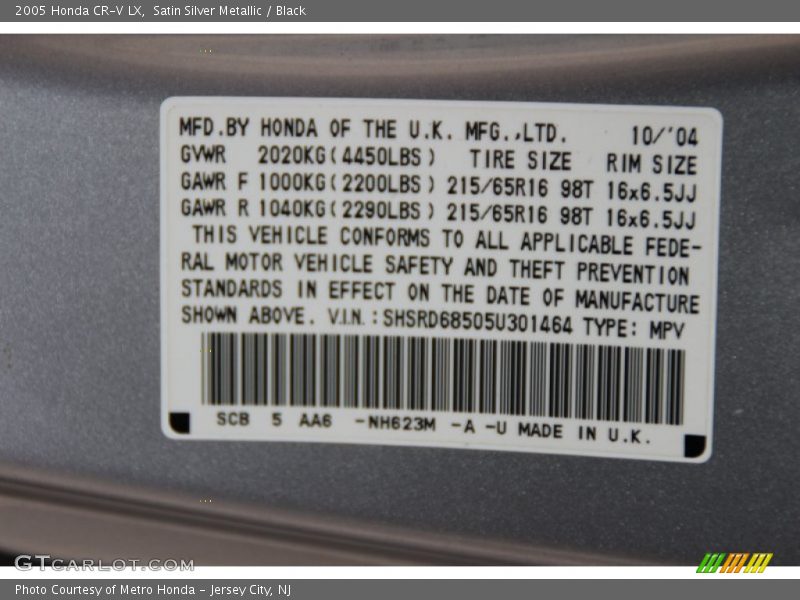 2005 Honda CR-V LX, Satin Silver Metallic / Black
MFD.BY HONDA OF THE U.K. MFG.,LTD. 10/'04
GVWR 2020KG(4450LBS) TIRE SIZE RIM SIZE
GAWR F 1000KG(2200LBS) 215/65R16 98T 16x6.5JJ
GAWR R 1040KG(2290LBS) 215/65R16 98T 16x6.5JJ
THIS VEHICLE CONFORMS TO ALL APPLICABLE FEDE-
RAL MOTOR VEHICLE SAFETY AND THEFT PREVENTION
STANDARDS IN EFFECT ON THE DATE OF MANUFACTURE
SHOWN ABOVE. V.I.N.:SHSRD68505U301464 TYPE: MPV
SCB 5 AA6 -NH623M -A -U MADE IN U.K.
GTCARLOT.COM
Photo Courtesy of Metro Honda - Jersey City, NJ